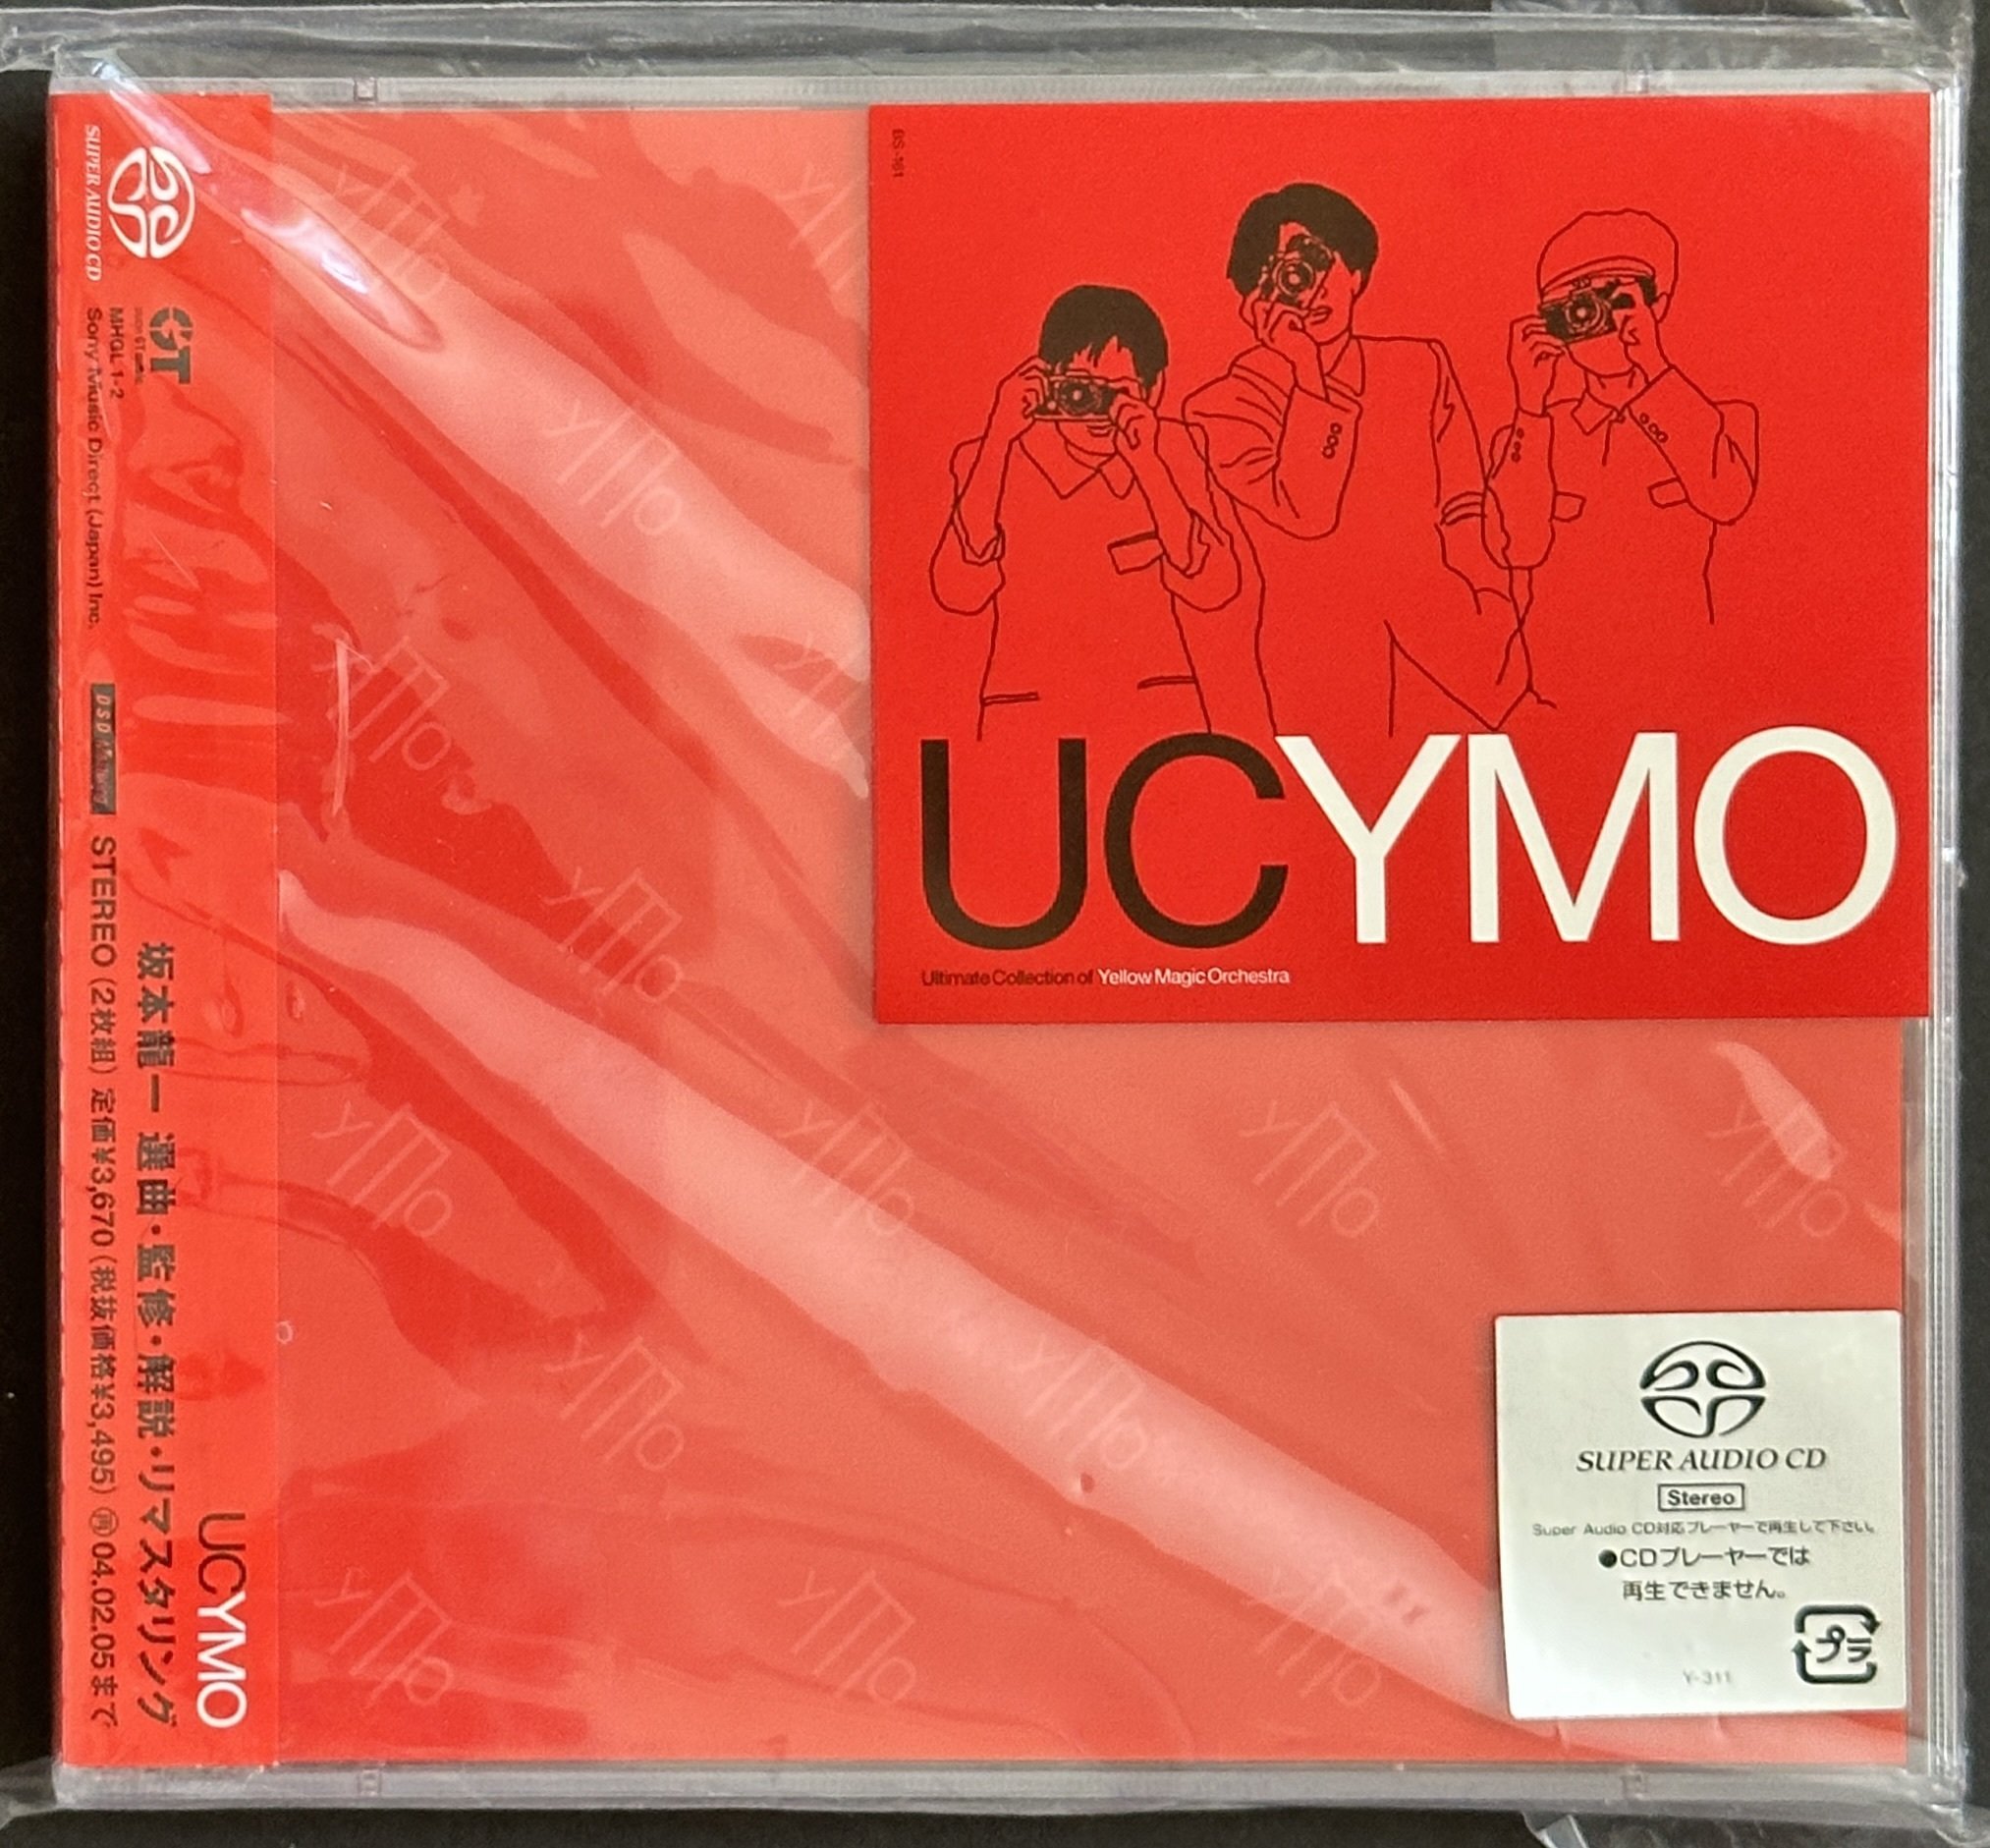 SUPER AUDIO CD
GT
MHGL 1-2
Sony Music Direct (Japan) Inc.
STEREO (2枚組) 定価¥3,670 (税抜価格¥3,495) 再04.02.05まで
坂本龍一 選曲・監修・解説・リマスタリング
UCYMO
UCYMO
Ultimate Collection of Yellow Magic Orchestra
SUPER AUDIO CD
Stereo
Super Audio CD対応プレーヤーで再生して下さい。
●CDプレーヤーでは
再生できません。
プラ
Y-311